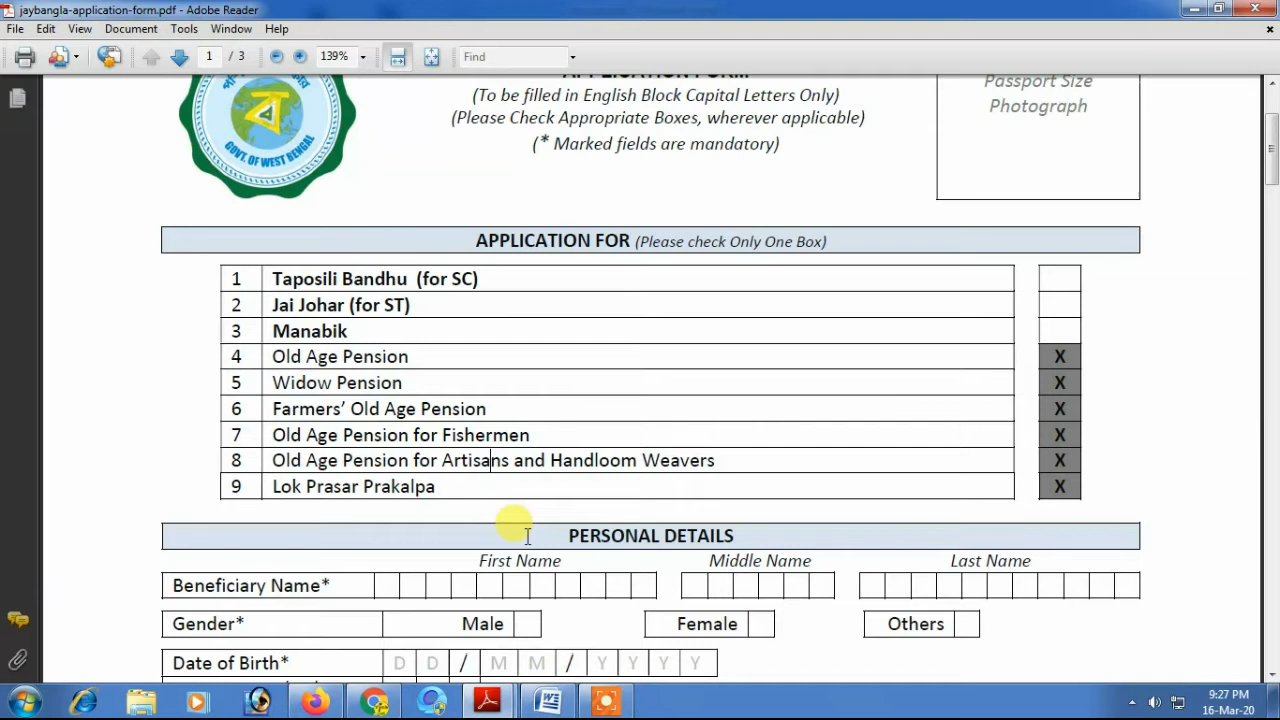 jaybangla-application-form.pdf - Adobe Reader
File Edit View Document Tools Window Help
1 / 3 139% Find
GOVT. OF WEST BENGAL
APPLICATION FORM
(To be filled in English Block Capital Letters Only)
(Please Check Appropriate Boxes, wherever applicable)
(* Marked fields are mandatory)
Passport Size
Photograph
APPLICATION FOR (Please check Only One Box)
1 Taposili Bandhu (for SC)
2 Jai Johar (for ST)
3 Manabik
4 Old Age Pension X
5 Widow Pension X
6 Farmers’ Old Age Pension X
7 Old Age Pension for Fishermen X
8 Old Age Pension for Artisans and Handloom Weavers X
9 Lok Prasar Prakalpa X
PERSONAL DETAILS
First Name Middle Name Last Name
Beneficiary Name*
Gender* Male Female Others
Date of Birth* D D / M M / Y Y Y Y
9:27 PM
16-Mar-20